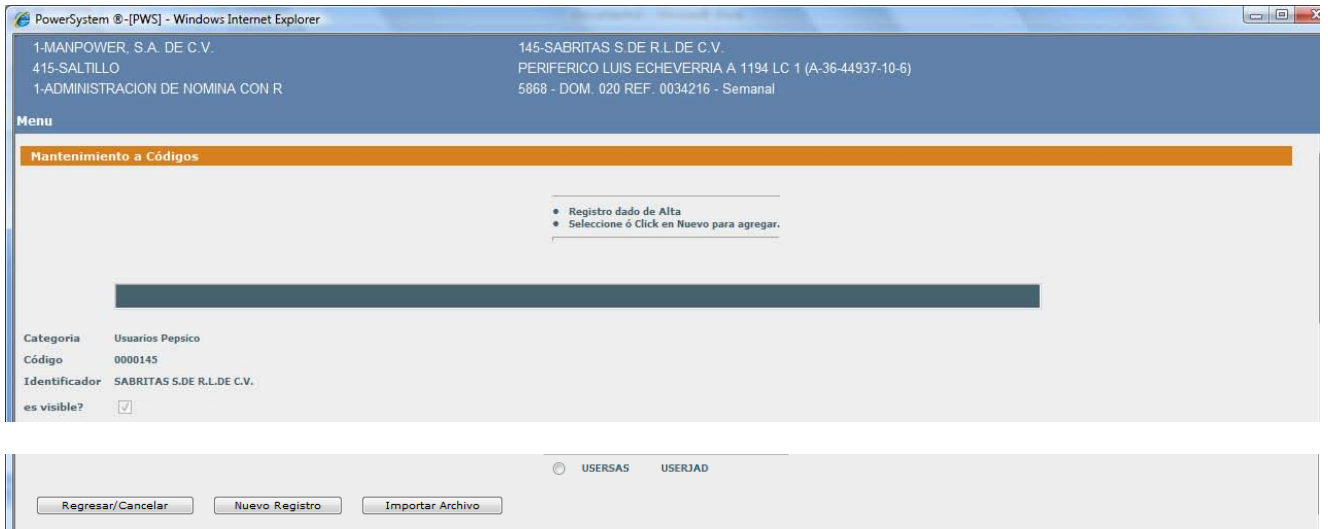 PowerSystem ®-[PWS] - Windows Internet Explorer
1-MANPOWER, S.A. DE C.V.
145-SABRITAS S.DE R.L.DE C.V.
415-SALTILLO
PERIFERICO LUIS ECHEVERRIA A 1194 LC 1 (A-36-44937-10-6)
1-ADMINISTRACION DE NOMINA CON R
5868 - DOM. 020 REF. 0034216 - Semanal
Menu
Mantenimiento a Códigos
• Registro dado de Alta
• Seleccione ó Click en Nuevo para agregar.
Categoria Usuarios Pepsico
Código 0000145
Identificador SABRITAS S.DE R.L.DE C.V.
es visible?
USERSAS USERJAD
Regresar/Cancelar Nuevo Registro Importar Archivo